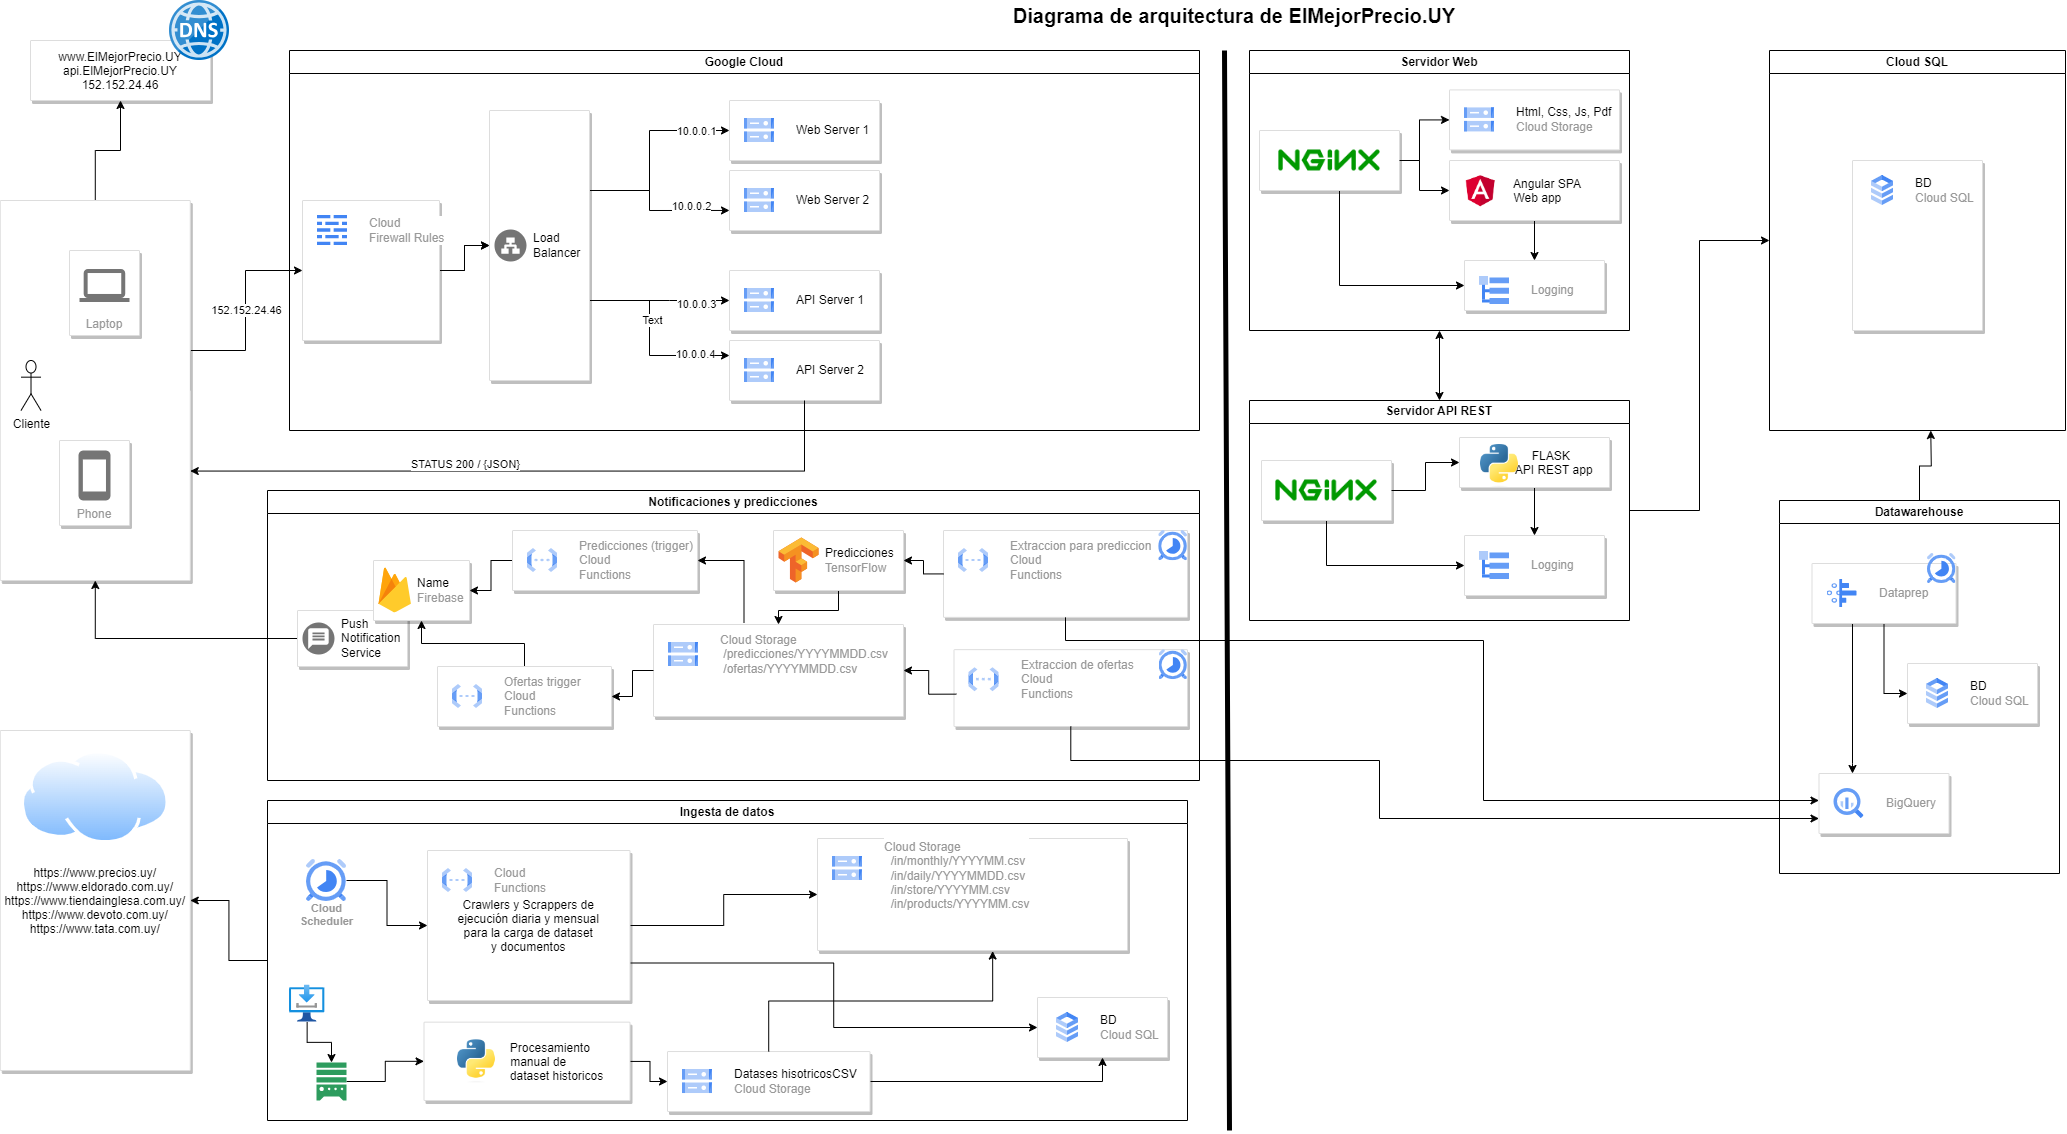 Diagrama de arquitectura de ElMejorPrecio.UY
DNS
www.ElMejorPrecio.UY
api.ElMejorPrecio.UY
152.152.24.46
Laptop
Cliente
Phone
152.152.24.46
Google Cloud
Cloud
Firewall Rules
Load
Balancer
10.0.0.1
Web Server 1
10.0.0.2
Web Server 2
10.0.0.3
API Server 1
Text
10.0.0.4
API Server 2
STATUS 200 / {JSON}
Servidor Web
NGiNX
Html, Css, Js, Pdf
Cloud Storage
Angular SPA
Web app
Logging
Servidor API REST
NGiNX
FLASK
API REST app
Logging
Cloud SQL
BD
Cloud SQL
Notificaciones y predicciones
Push
Notification
Service
Name
Firebase
Predicciones (trigger)
Cloud
Functions
Predicciones
TensorFlow
Extraccion para prediccion
Cloud
Functions
Ofertas trigger
Cloud
Functions
Cloud Storage
/predicciones/YYYYMMDD.csv
/ofertas/YYYYMMDD.csv
Extraccion de ofertas
Cloud
Functions
Datawarehouse
Dataprep
BD
Cloud SQL
BigQuery
https://www.precios.uy/
https://www.eldorado.com.uy/
https://www.tiendainglesa.com.uy/
https://www.devoto.com.uy/
https://www.tata.com.uy/
Ingesta de datos
Cloud
Scheduler
Cloud
Functions
Crawlers y Scrappers de
ejecución diaria y mensual
para la carga de dataset
y documentos
Cloud Storage
/in/monthly/YYYYMM.csv
/in/daily/YYYYMMDD.csv
/in/store/YYYYMM.csv
/in/products/YYYYMM.csv
Procesamiento
manual de
dataset historicos
Datases hisotricosCSV
Cloud Storage
BD
Cloud SQL